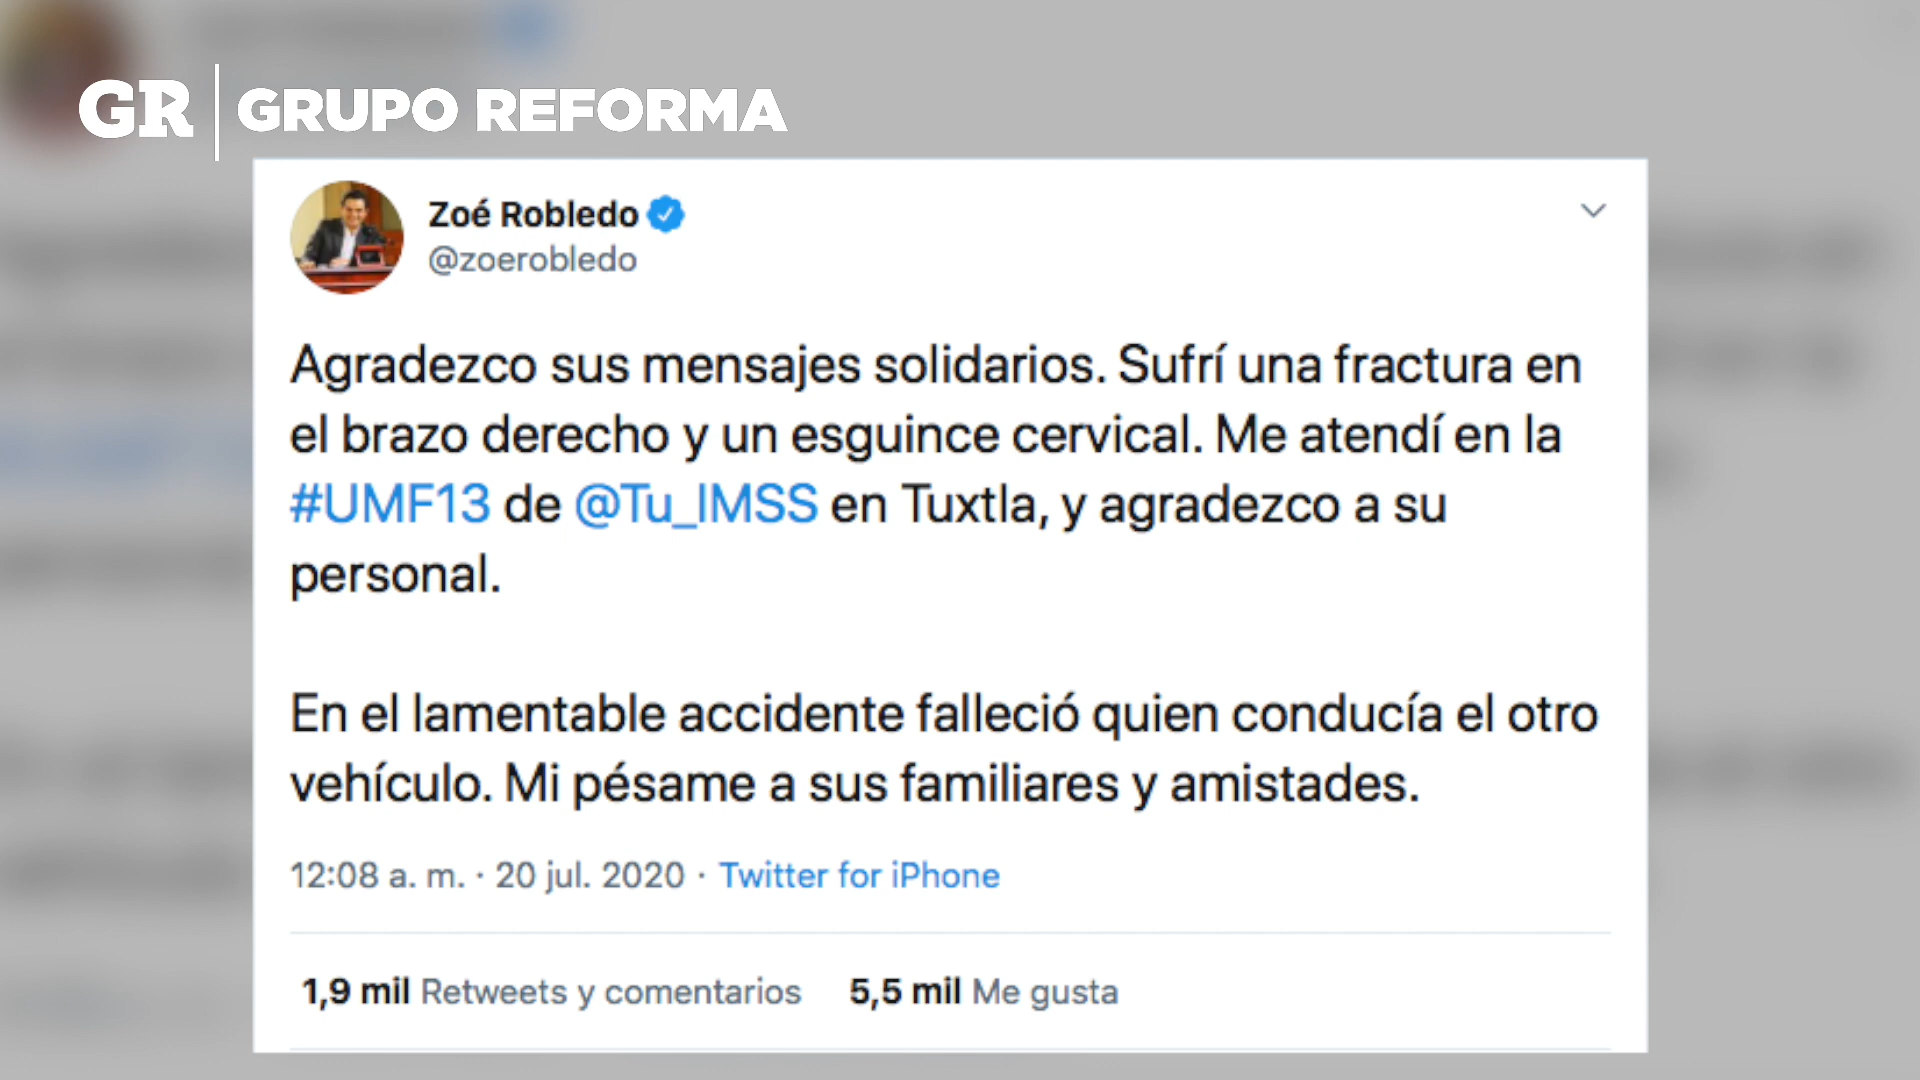 GR | GRUPO REFORMA
Zoé Robledo
@zoerobledo
Agradezco sus mensajes solidarios. Sufrí una fractura en
el brazo derecho y un esguince cervical. Me atendí en la
#UMF13 de @Tu_IMSS en Tuxtla, y agradezco a su
personal.
En el lamentable accidente falleció quien conducía el otro
vehículo. Mi pésame a sus familiares y amistades.
12:08 a. m. · 20 jul. 2020 · Twitter for iPhone
1,9 mil Retweets y comentarios 5,5 mil Me gusta